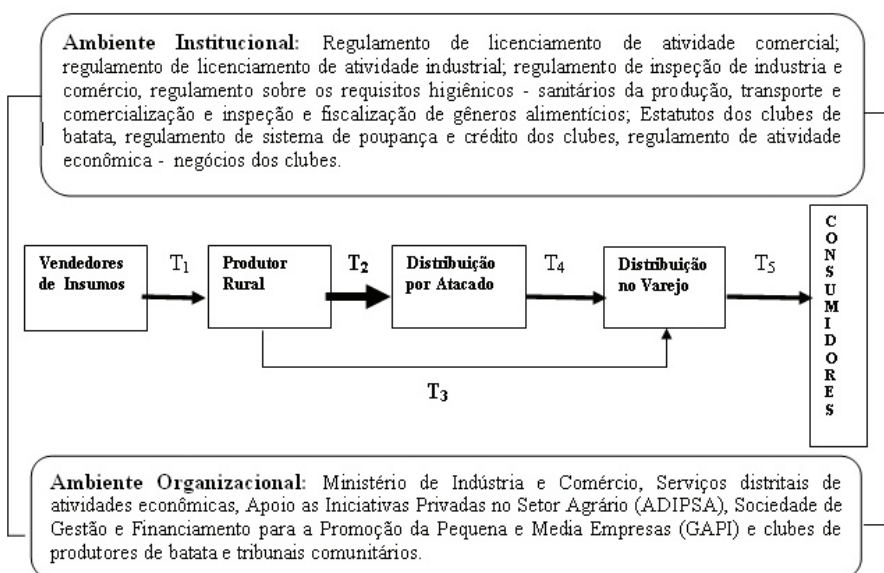 Ambiente Institucional: Regulamento de licenciamento de atividade comercial;
regulamento de licenciamento de atividade industrial; regulamento de inspeção de industria e
comércio, regulamento sobre os requisitos higiênicos - sanitários da produção, transporte e
comercialização e inspeção e fiscalização de gêneros alimentícios; Estatutos dos clubes de
batata, regulamento de sistema de poupança e crédito dos clubes, regulamento de atividade
econômica - negócios dos clubes.
Vendedores
de Insumos
T1
Produtor
Rural
T2
Distribuição
por Atacado
T4
Distribuição
no Varejo
T5
CONSUMIDORES
T3
Ambiente Organizacional: Ministério de Indústria e Comércio, Serviços distritais de
atividades econômicas, Apoio as Iniciativas Privadas no Setor Agrário (ADIPSA), Sociedade de
Gestão e Financiamento para a Promoção da Pequena e Media Empresas (GAPI) e clubes de
produtores de batata e tribunais comunitários.